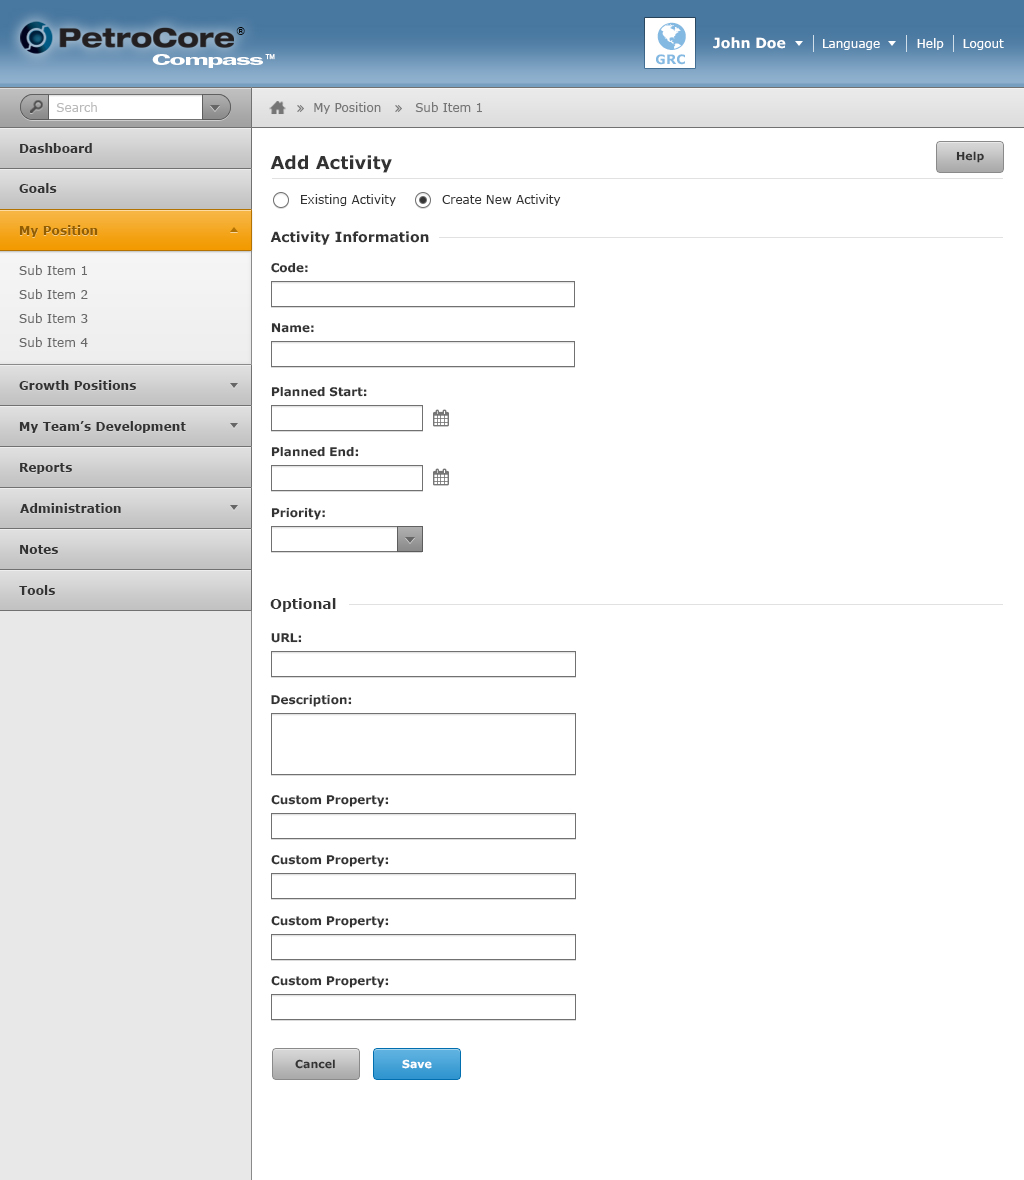 PetroCore®
Compass™
GRC
John Doe
Language
Help
Logout
Search
» My Position » Sub Item 1
Dashboard
Goals
My Position
Sub Item 1
Sub Item 2
Sub Item 3
Sub Item 4
Growth Positions
My Team’s Development
Reports
Administration
Notes
Tools
Add Activity
Help
Existing Activity
Create New Activity
Activity Information
Code:
Name:
Planned Start:
Planned End:
Priority:
Optional
URL:
Description:
Custom Property:
Custom Property:
Custom Property:
Custom Property:
Cancel
Save